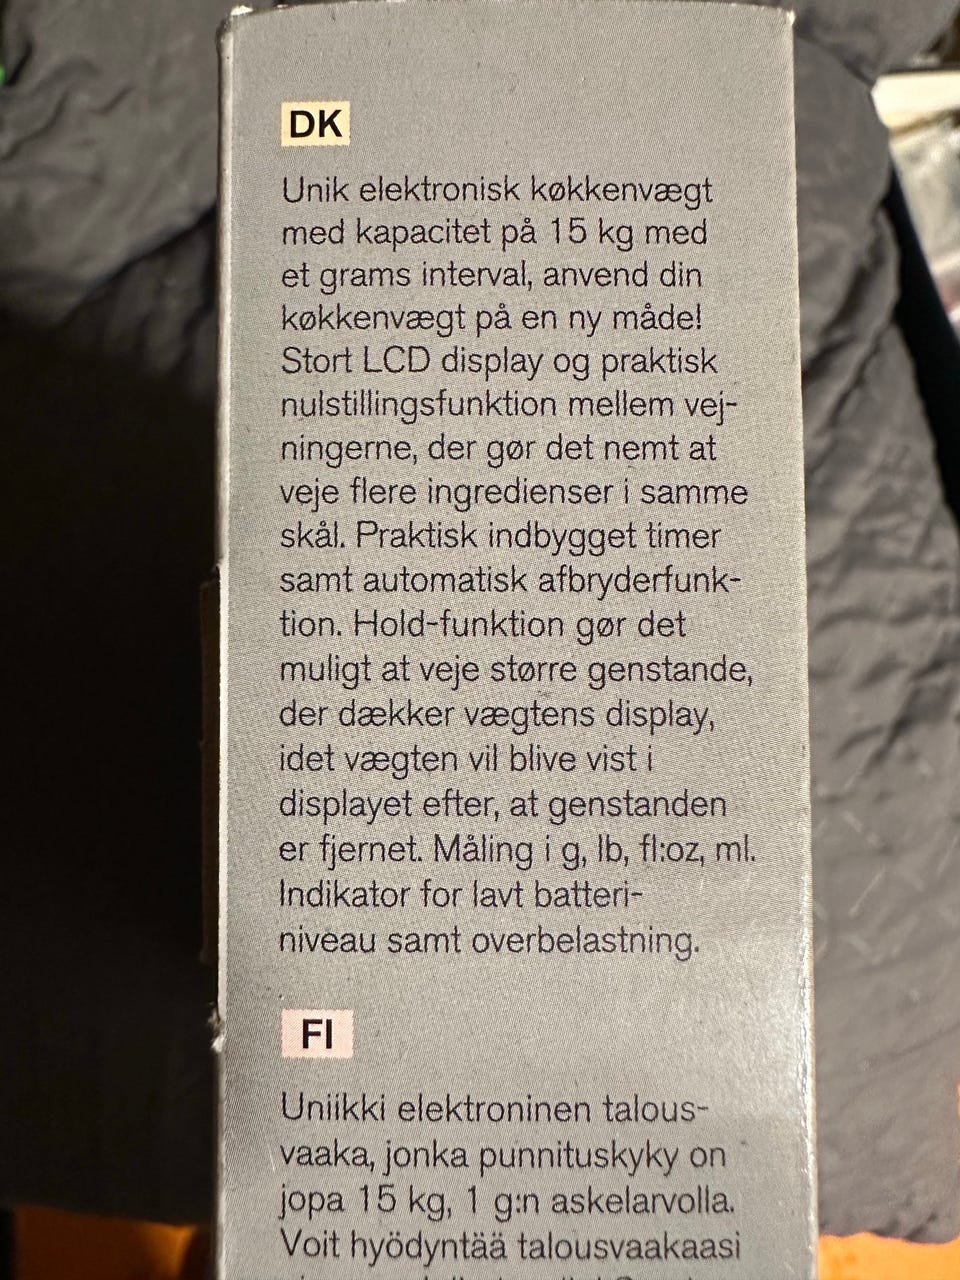 DK
Unik elektronisk køkkenvægt
med kapacitet på 15 kg med
et grams interval, anvend din
køkkenvægt på en ny måde!
Stort LCD display og praktisk
nulstillingsfunktion mellem vej-
ningerne, der gør det nemt at
veje flere ingredienser i samme
skål. Praktisk indbygget timer
samt automatisk afbryderfunk-
tion. Hold-funktion gør det
muligt at veje større genstande,
der dækker vægtens display,
idet vægten vil blive vist i
displayet efter, at genstanden
er fjernet. Måling i g, lb, fl:oz, ml.
Indikator for lavt batteri-
niveau samt overbelastning.
FI
Uniikki elektroninen talous-
vaaka, jonka punnituskyky on
jopa 15 kg, 1 g:n askelarvolla.
Voit hyödyntää talousvaakaasi